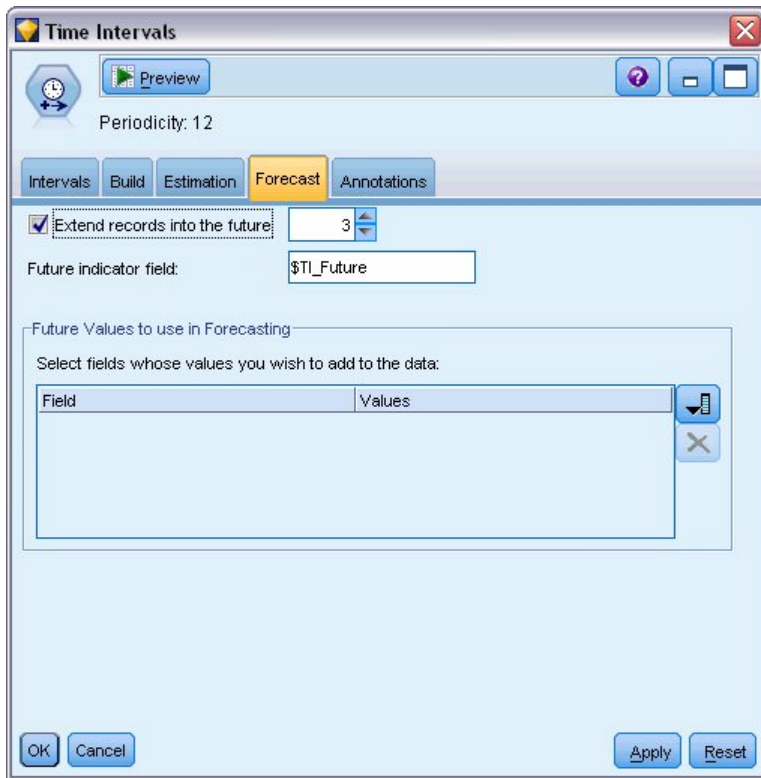 Time Intervals
Preview
Periodicity: 12
Intervals Build Estimation Forecast Annotations
Extend records into the future 3
Future indicator field: $TI_Future
Future Values to use in Forecasting
Select fields whose values you wish to add to the data:
Field Values
OK Cancel Apply Reset